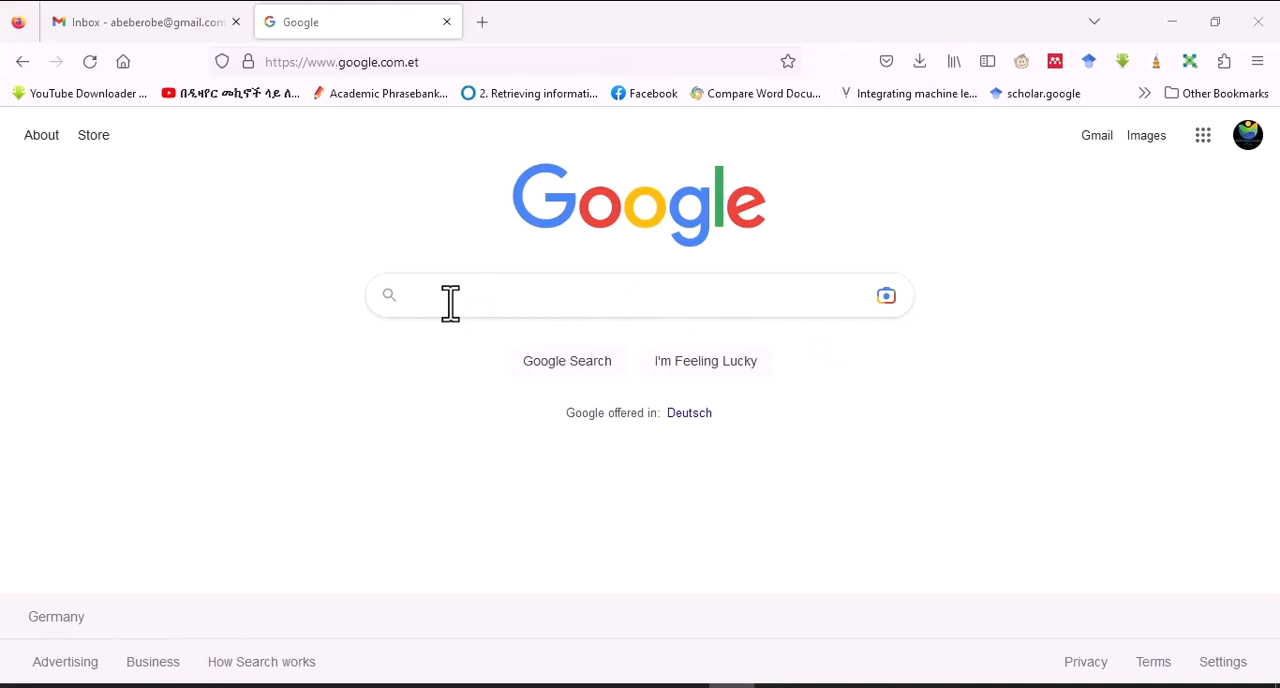 Inbox - abeberobe@gmail.com
Google
https://www.google.com.et
YouTube Downloader ...
በዲዛየር መኪኖች ላይ ለ...
Academic Phrasebank...
2. Retrieving informati...
Facebook
Compare Word Docu...
Integrating machine le...
scholar.google
Other Bookmarks
About Store
Gmail Images
Google
Google Search I'm Feeling Lucky
Google offered in: Deutsch
Germany
Advertising Business How Search works
Privacy Terms Settings